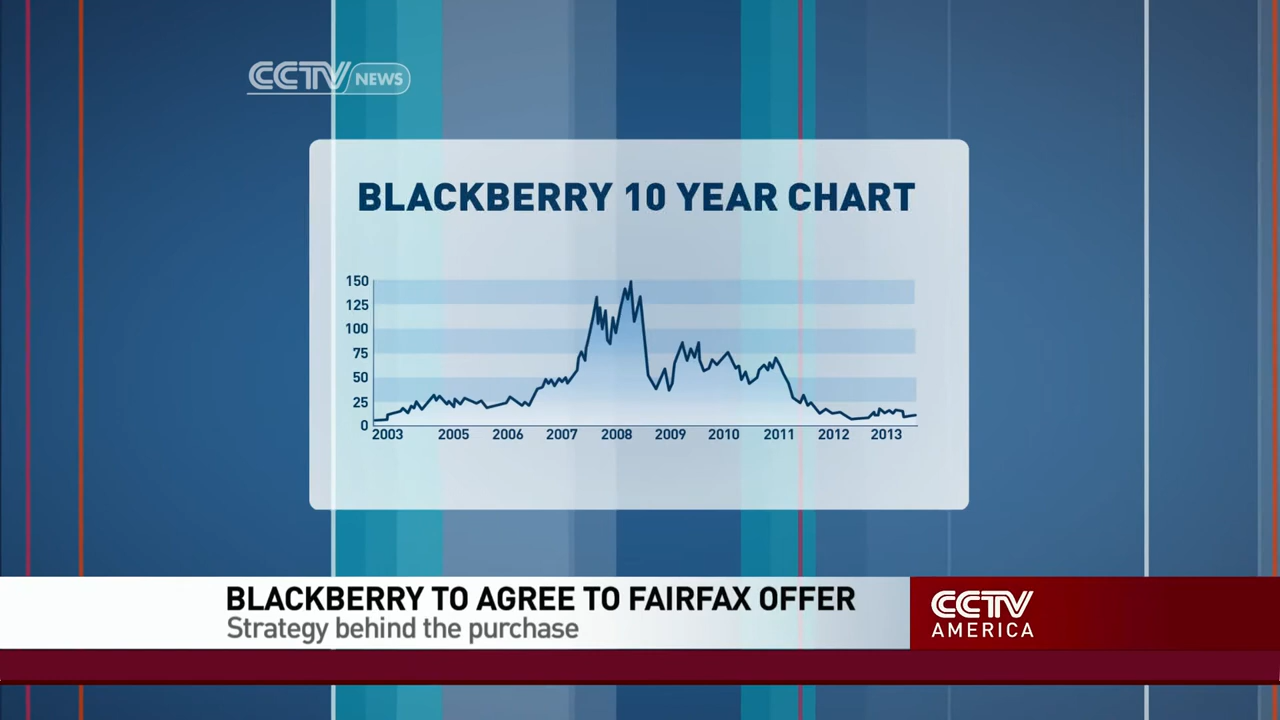 CCTV NEWS
BLACKBERRY 10 YEAR CHART
150
125
100
75
50
25
0
2003 2005 2006 2007 2008 2009 2010 2011 2012 2013
BLACKBERRY TO AGREE TO FAIRFAX OFFER
Strategy behind the purchase
CCTV
AMERICA